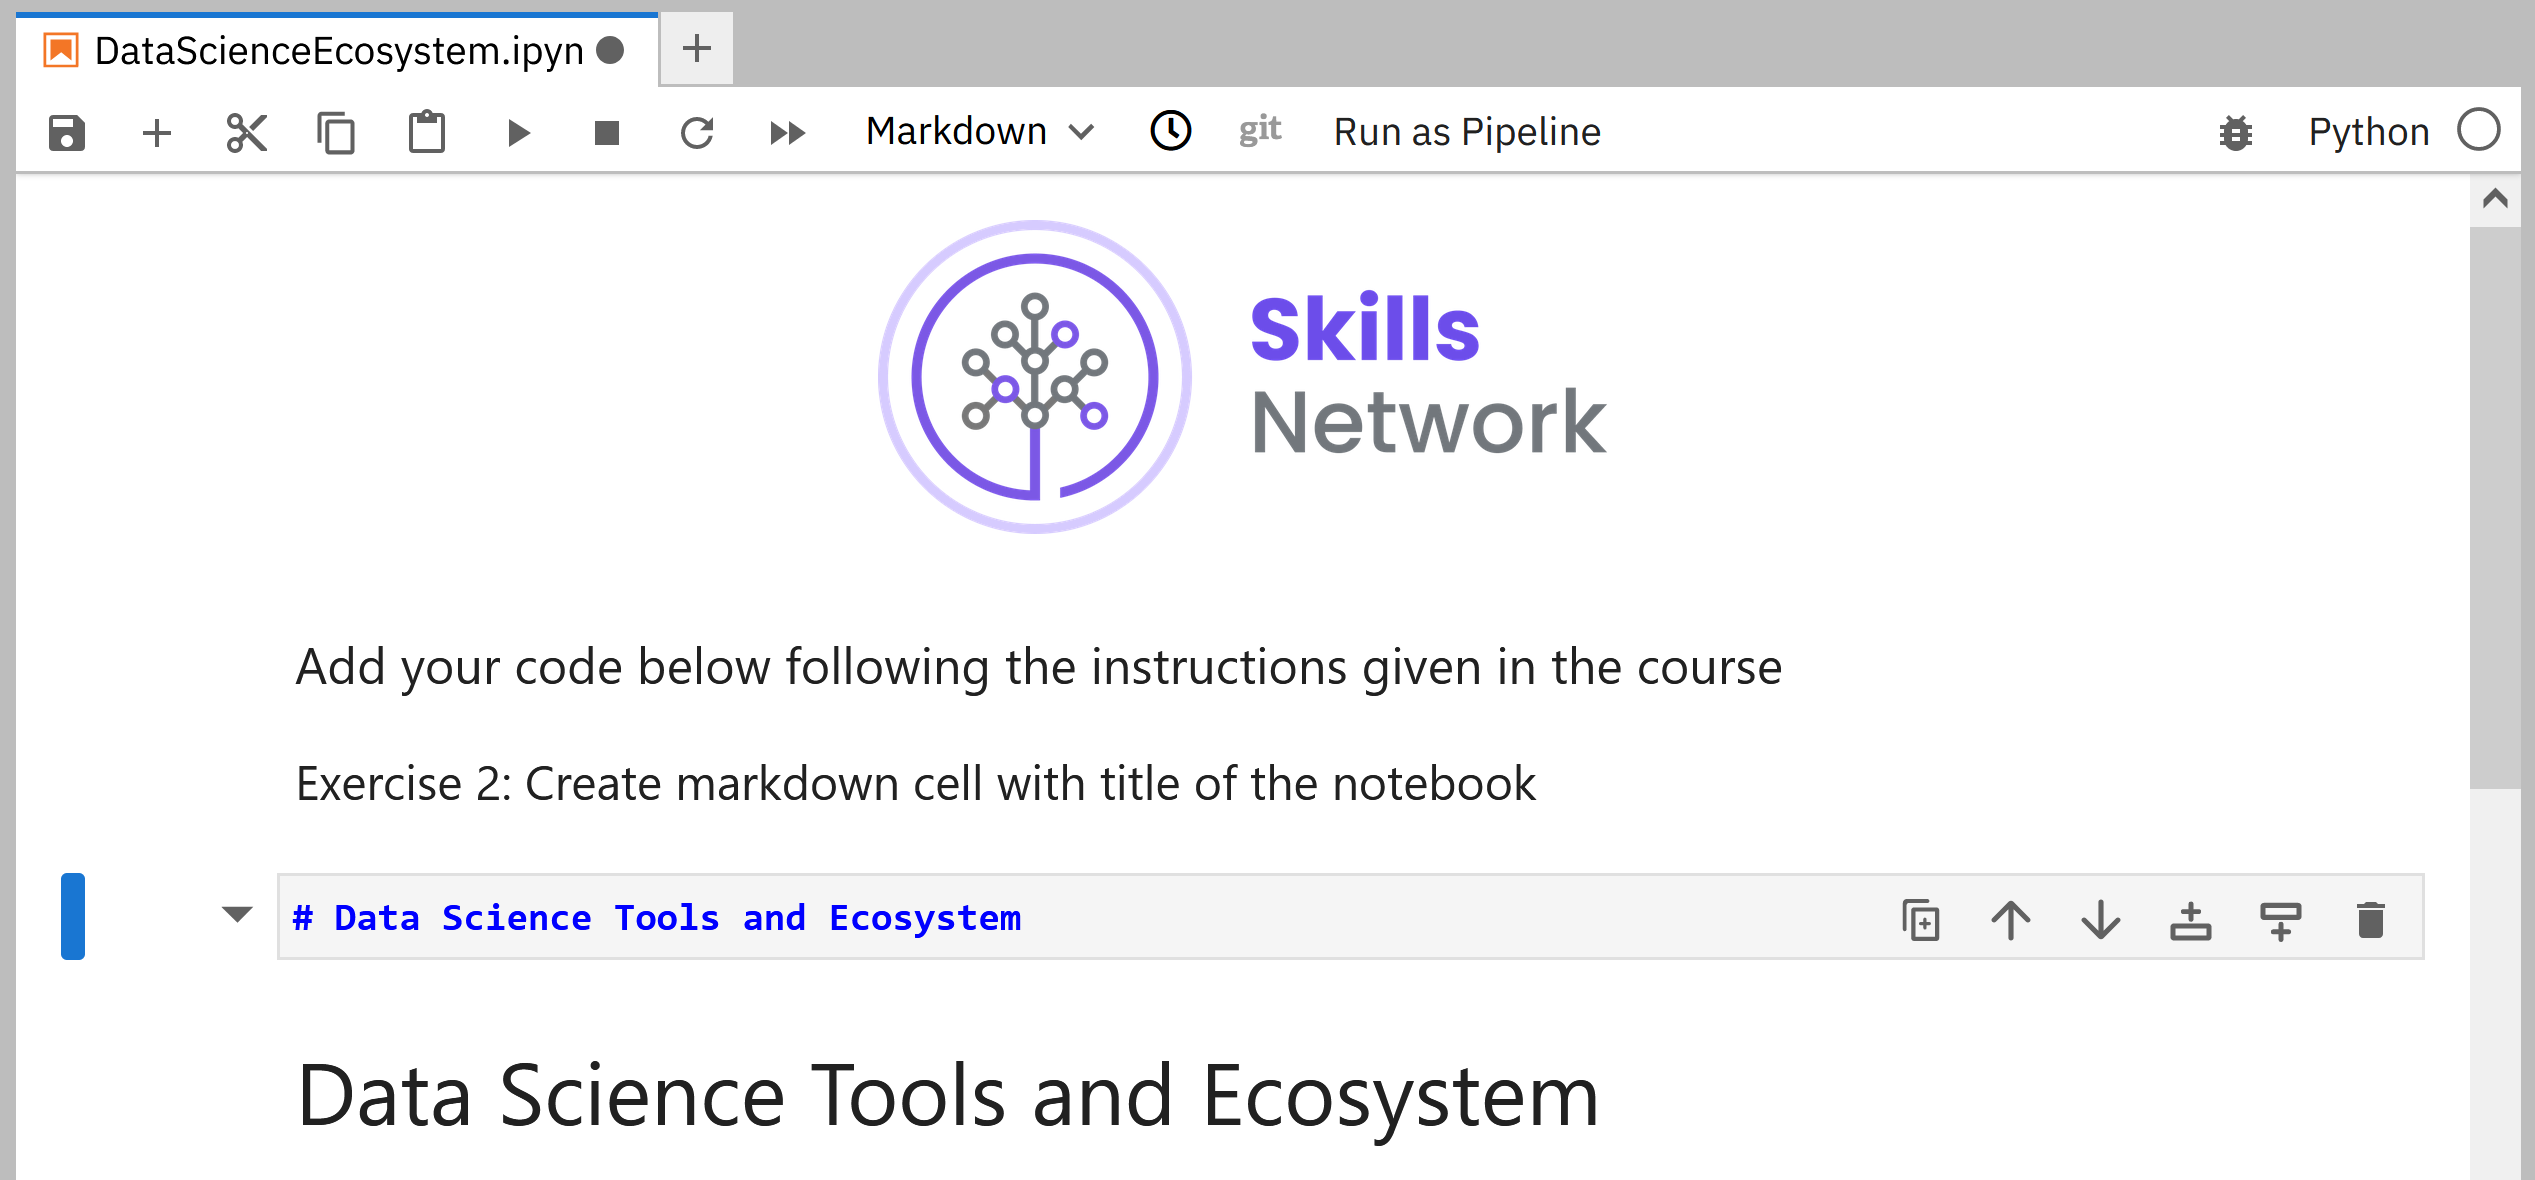 DataScienceEcosystem.ipyn
Markdown git Run as Pipeline Python
Skills
Network
Add your code below following the instructions given in the course
Exercise 2: Create markdown cell with title of the notebook
# Data Science Tools and Ecosystem
Data Science Tools and Ecosystem